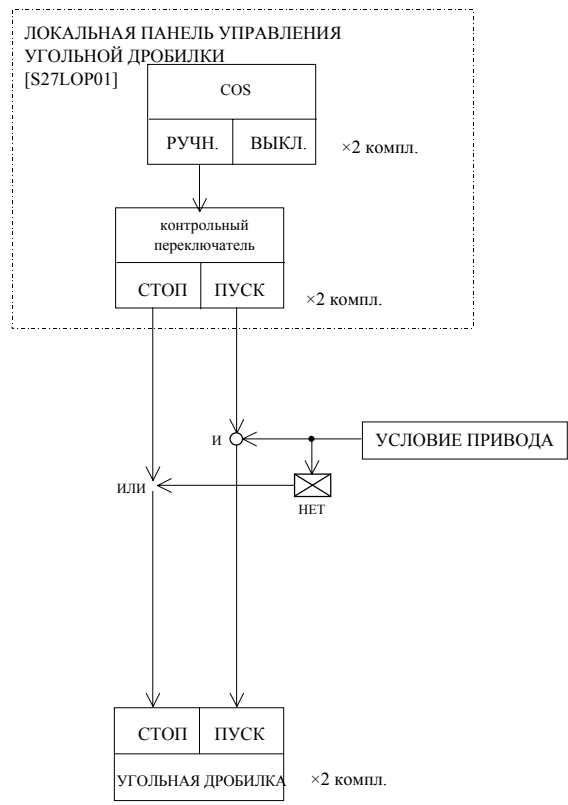 ЛОКАЛЬНАЯ ПАНЕЛЬ УПРАВЛЕНИЯ
УГОЛЬНОЙ ДРОБИЛКИ
[S27LOP01]
COS
РУЧН. ВЫКЛ.
×2 компл.
контрольный
переключатель
СТОП ПУСК
×2 компл.
И
УСЛОВИЕ ПРИВОДА
ИЛИ
НЕТ
СТОП ПУСК
УГОЛЬНАЯ ДРОБИЛКА
×2 компл.